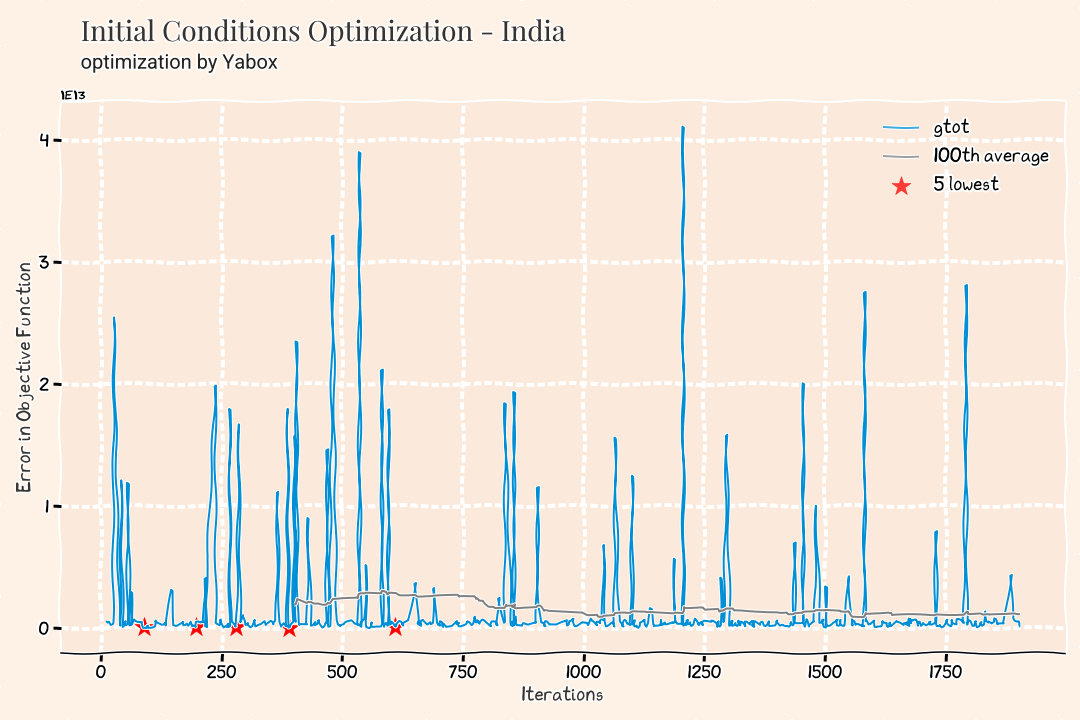 Initial Conditions Optimization - India
optimization by Yabox
1E13
gtot
100th average
5 lowest
4
3
2
1
0
Error in Objective Function
0 250 500 750 1000 1250 1500 1750
Iterations